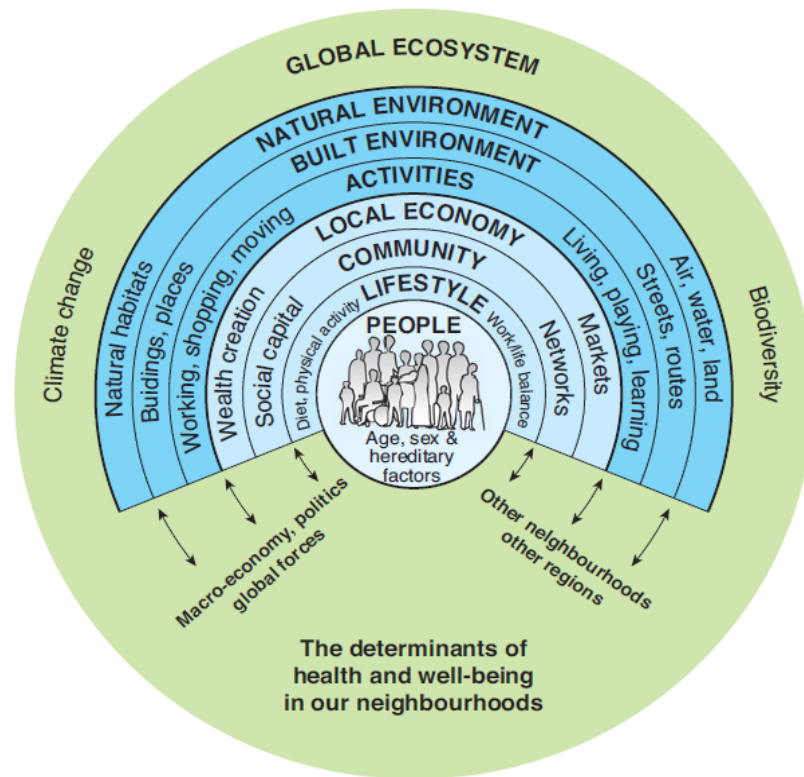 GLOBAL ECOSYSTEM
Climate change
Biodiversity
NATURAL ENVIRONMENT
Natural habitats
Air, water, land
BUILT ENVIRONMENT
Buidings, places
Streets, routes
ACTIVITIES
Working, shopping, moving
Living, playing, learning
LOCAL ECONOMY
Wealth creation
Markets
COMMUNITY
Social capital
Networks
LIFESTYLE
Diet, physical activity
Work/life balance
PEOPLE
Age, sex &
hereditary
factors
Macro-economy, politics
global forces
Other neighbourhoods
other regions
The determinants of
health and well-being
in our neighbourhoods